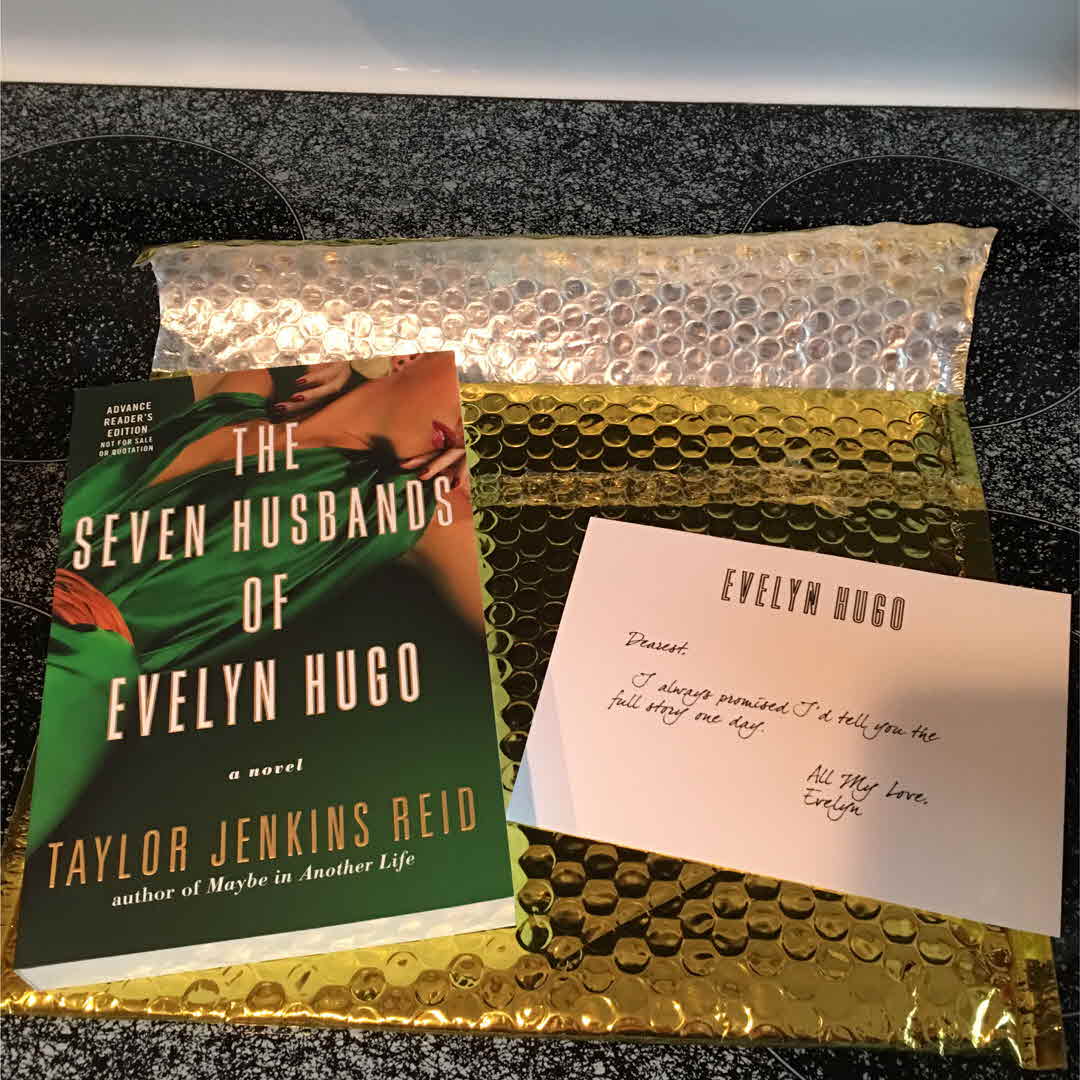 ADVANCE
READER'S
EDITION
NOT FOR SALE
OR QUOTATION
THE
SEVEN HUSBANDS
OF
EVELYN HUGO
a novel
TAYLOR JENKINS REID
author of Maybe in Another Life
EVELYN HUGO
Dearest,
I always promised I'd tell you the
full story one day.
All My Love,
Evelyn